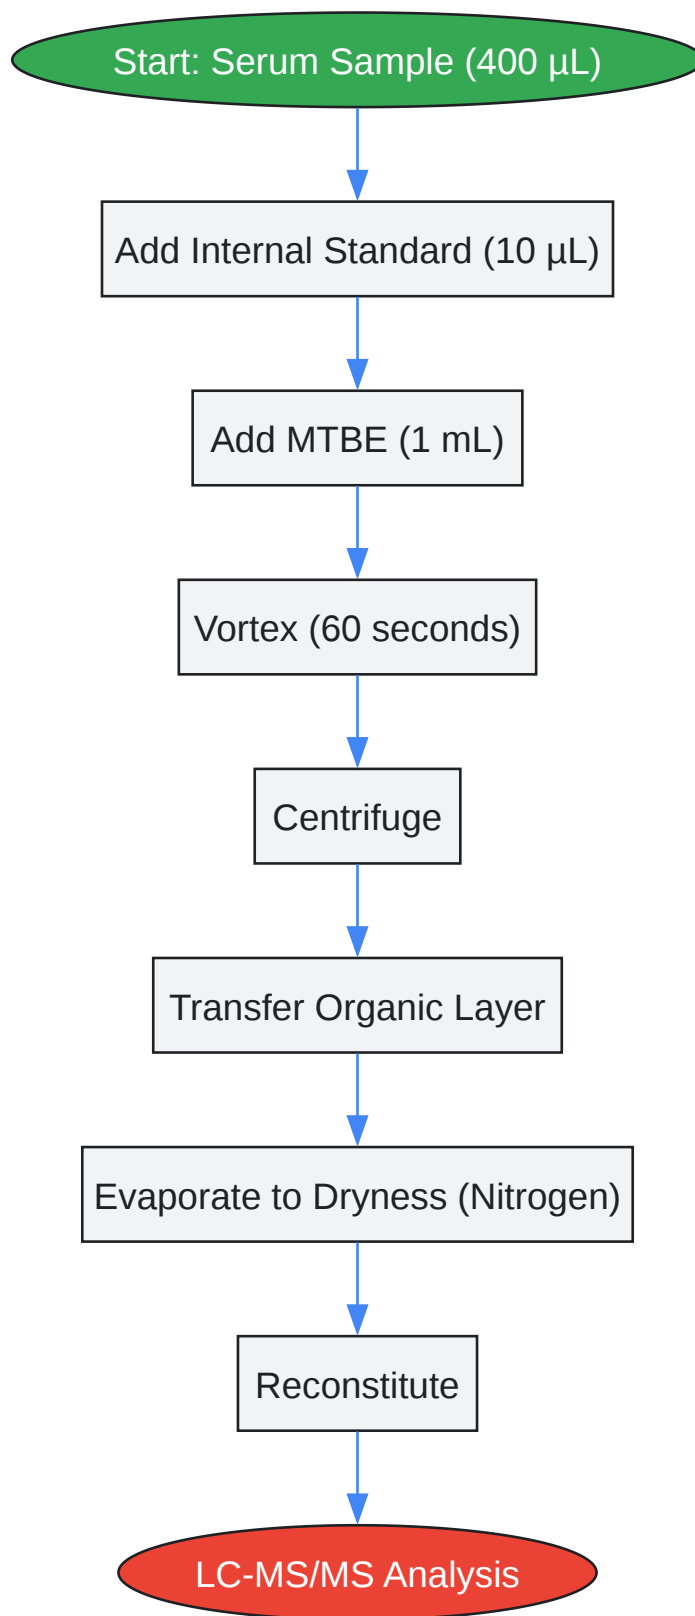 Start: Serum Sample (400 µL)
Add Internal Standard (10 µL)
Add MTBE (1 mL)
Vortex (60 seconds)
Centrifuge
Transfer Organic Layer
Evaporate to Dryness (Nitrogen)
Reconstitute
LC-MS/MS Analysis